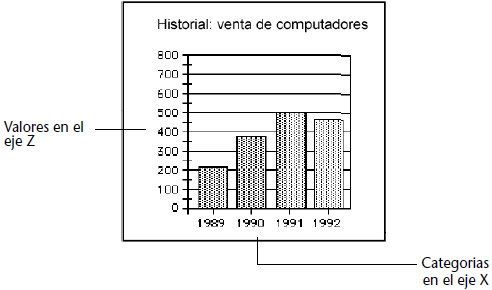 Historial: venta de computadores
800
700
600
500
400
300
200
100
0
Valores en el
eje Z
1989 1990 1991 1992
Categorias
en el eje X